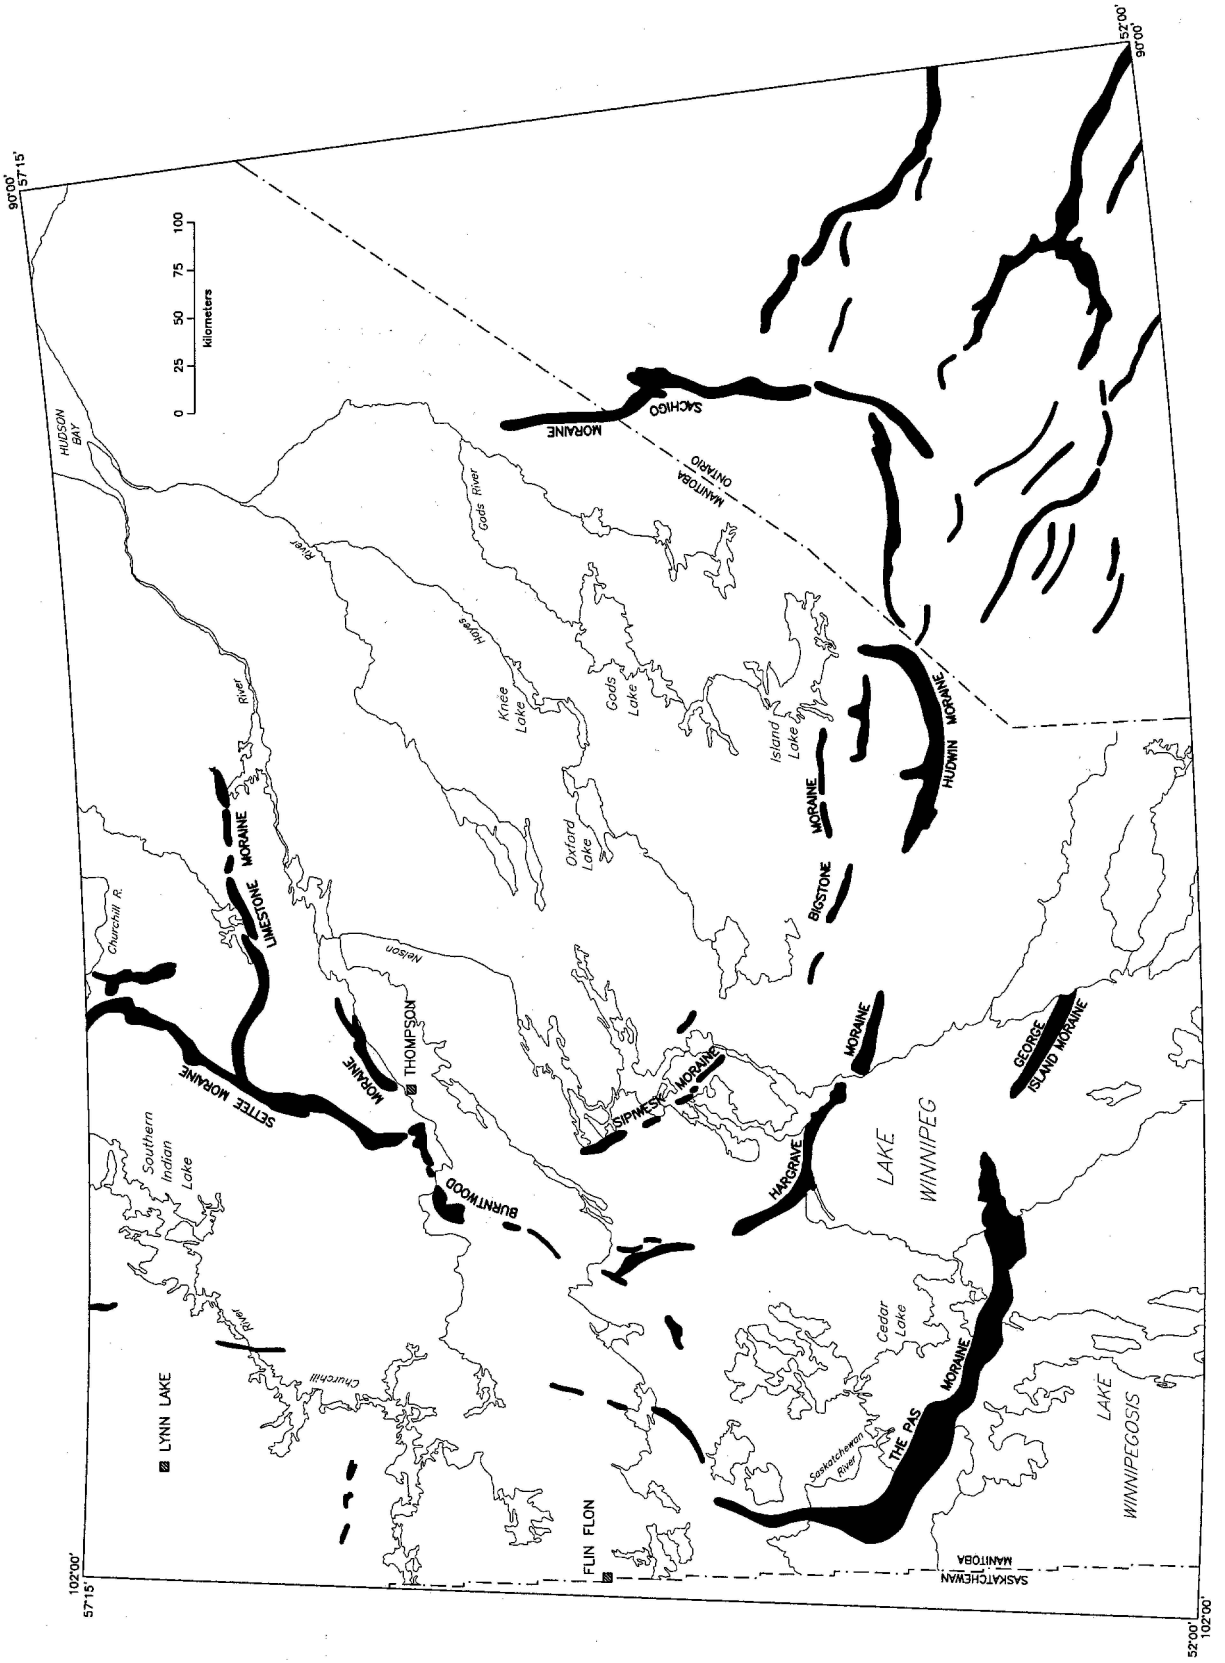 90°00'
57°15'
HUDSON
BAY
0 25 50 75 100
kilometers
River
River
Hayes
Gods River
MORAINE
SACHIGO
MANITOBA
ONTARIO
Churchill R.
LIMESTONE MORAINE
Knee
Lake
Gods
Lake
Island
Lake
Oxford
Lake
Nelson
SETTEE MORAINE
MORAINE
THOMPSON
BIGSTONE
MORAINE
HUDWIN MORAINE
Southern
Indian
Lake
BURNTWOOD
SIPIWESK
MORAINE
HARGRAVE
MORAINE
GEORGE
ISLAND MORAINE
LAKE
WINNIPEG
River
Churchill
LYNN LAKE
FLIN FLON
Cedar
Lake
Saskatchewan
River
THE PAS
MORAINE
LAKE
WINNIPEGOSIS
MANITOBA
SASKATCHEWAN
102°00'
57°15'
52°00'
102°00'
52°00'
90°00'